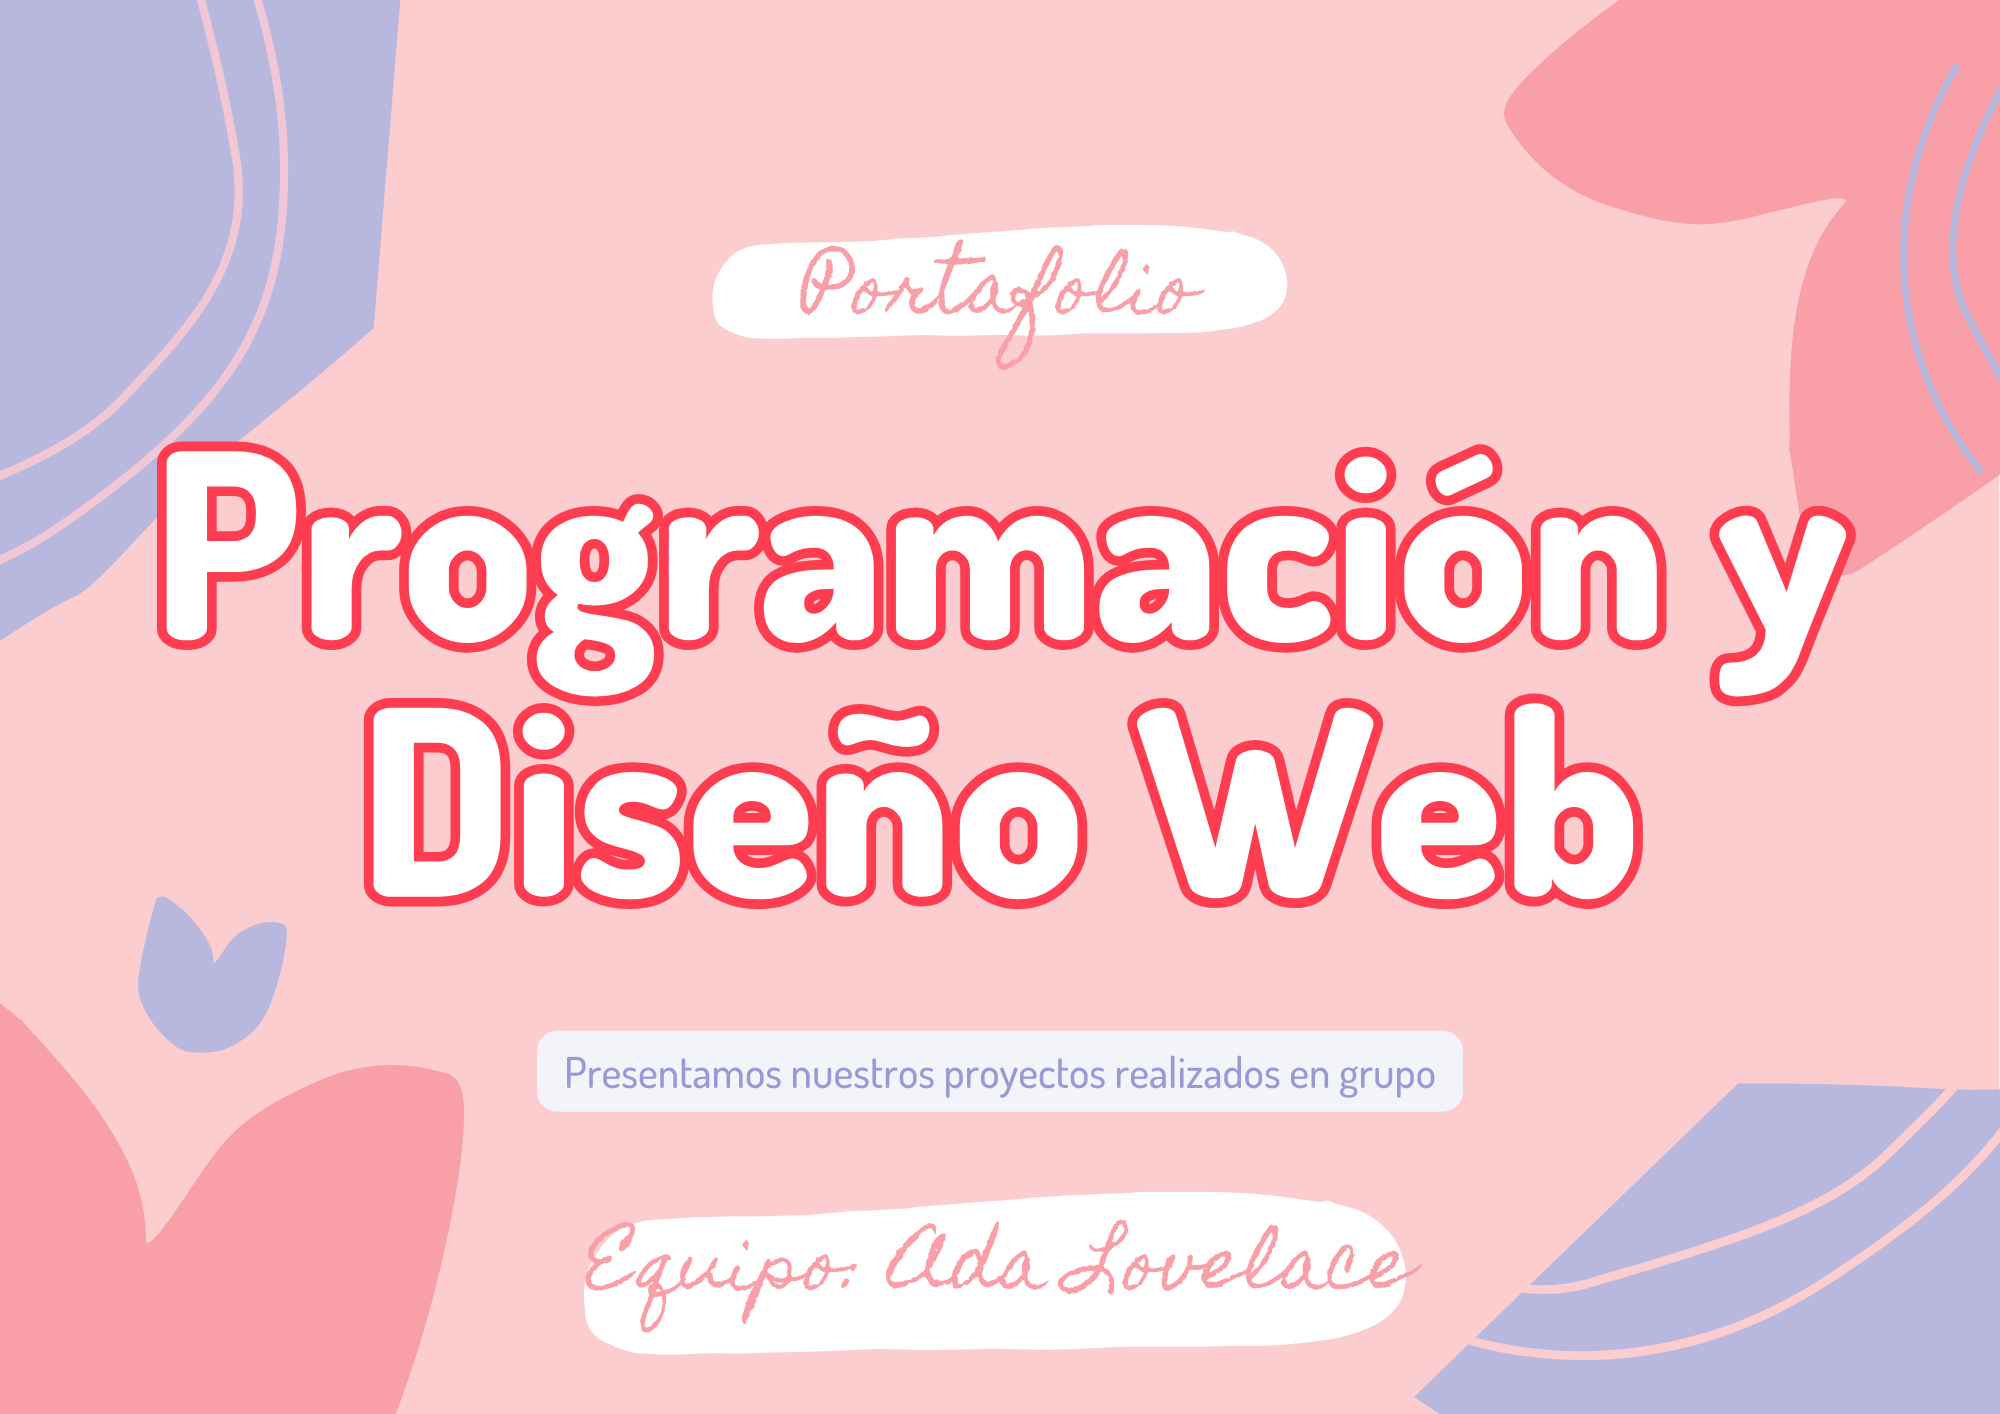 Portafolio
Programación y
Diseño Web
Presentamos nuestros proyectos realizados en grupo
Equipo: Ada Lovelace